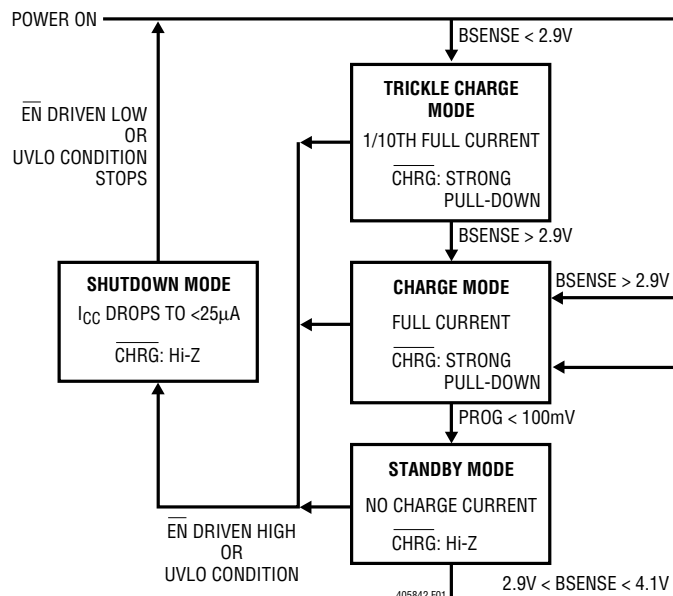 POWER ON
BSENSE < 2.9V
TRICKLE CHARGE
MODE
1/10TH FULL CURRENT
CHRG: STRONG
PULL-DOWN
EN DRIVEN LOW
OR
UVLO CONDITION
STOPS
BSENSE > 2.9V
SHUTDOWN MODE
ICC DROPS TO <25µA
CHRG: Hi-Z
CHARGE MODE
FULL CURRENT
CHRG: STRONG
PULL-DOWN
BSENSE > 2.9V
PROG < 100mV
STANDBY MODE
NO CHARGE CURRENT
CHRG: Hi-Z
EN DRIVEN HIGH
OR
UVLO CONDITION
405842 F01
2.9V < BSENSE < 4.1V